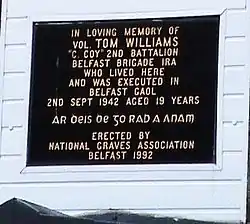 IN LOVING MEMORY OF
VOL. TOM WILLIAMS
"C. COY" 2ND BATTALION
BELFAST BRIGADE IRA
WHO LIVED HERE
AND WAS EXECUTED IN
BELFAST GAOL
2ND SEPT 1942 AGED 19 YEARS
AR DEIS DE GO RAD A ANAM
ERECTED BY
NATIONAL GRAVES ASSOCIATION
BELFAST 1992